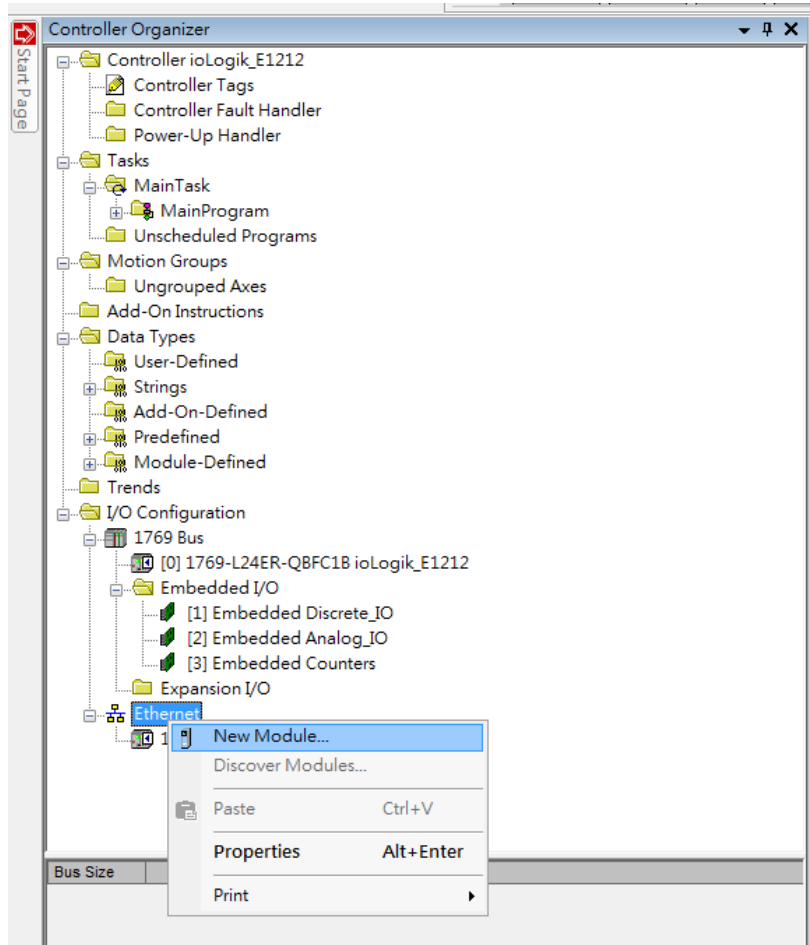 Controller Organizer
Start Page
Controller ioLogik_E1212
Controller Tags
Controller Fault Handler
Power-Up Handler
Tasks
MainTask
MainProgram
Unscheduled Programs
Motion Groups
Ungrouped Axes
Add-On Instructions
Data Types
User-Defined
Strings
Add-On-Defined
Predefined
Module-Defined
Trends
I/O Configuration
1769 Bus
[0] 1769-L24ER-QBFC1B ioLogik_E1212
Embedded I/O
[1] Embedded Discrete_IO
[2] Embedded Analog_IO
[3] Embedded Counters
Expansion I/O
Ethernet
1
New Module...
Discover Modules...
Paste Ctrl+V
Properties Alt+Enter
Print
Bus Size